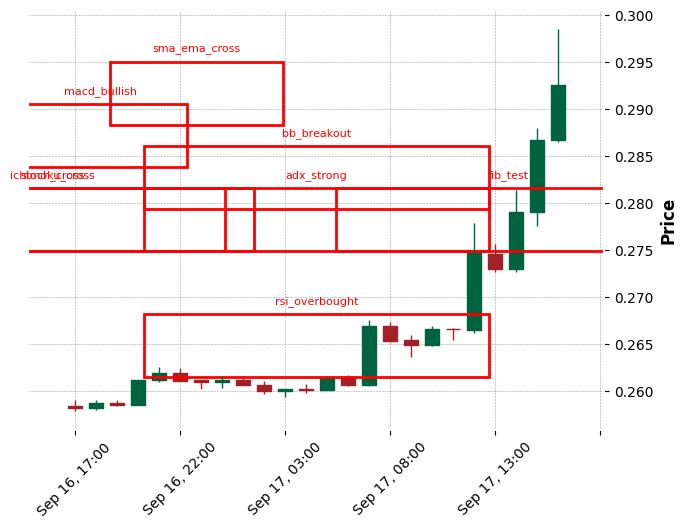 sma_ema_cross
macd_bullish
bb_breakout
adx_strong
fib_test
rsi_overbought
0.300
0.295
0.290
0.285
0.280
0.275
0.270
0.265
0.260
Price
Sep 16, 17:00
Sep 16, 22:00
Sep 17, 03:00
Sep 17, 08:00
Sep 17, 13:00